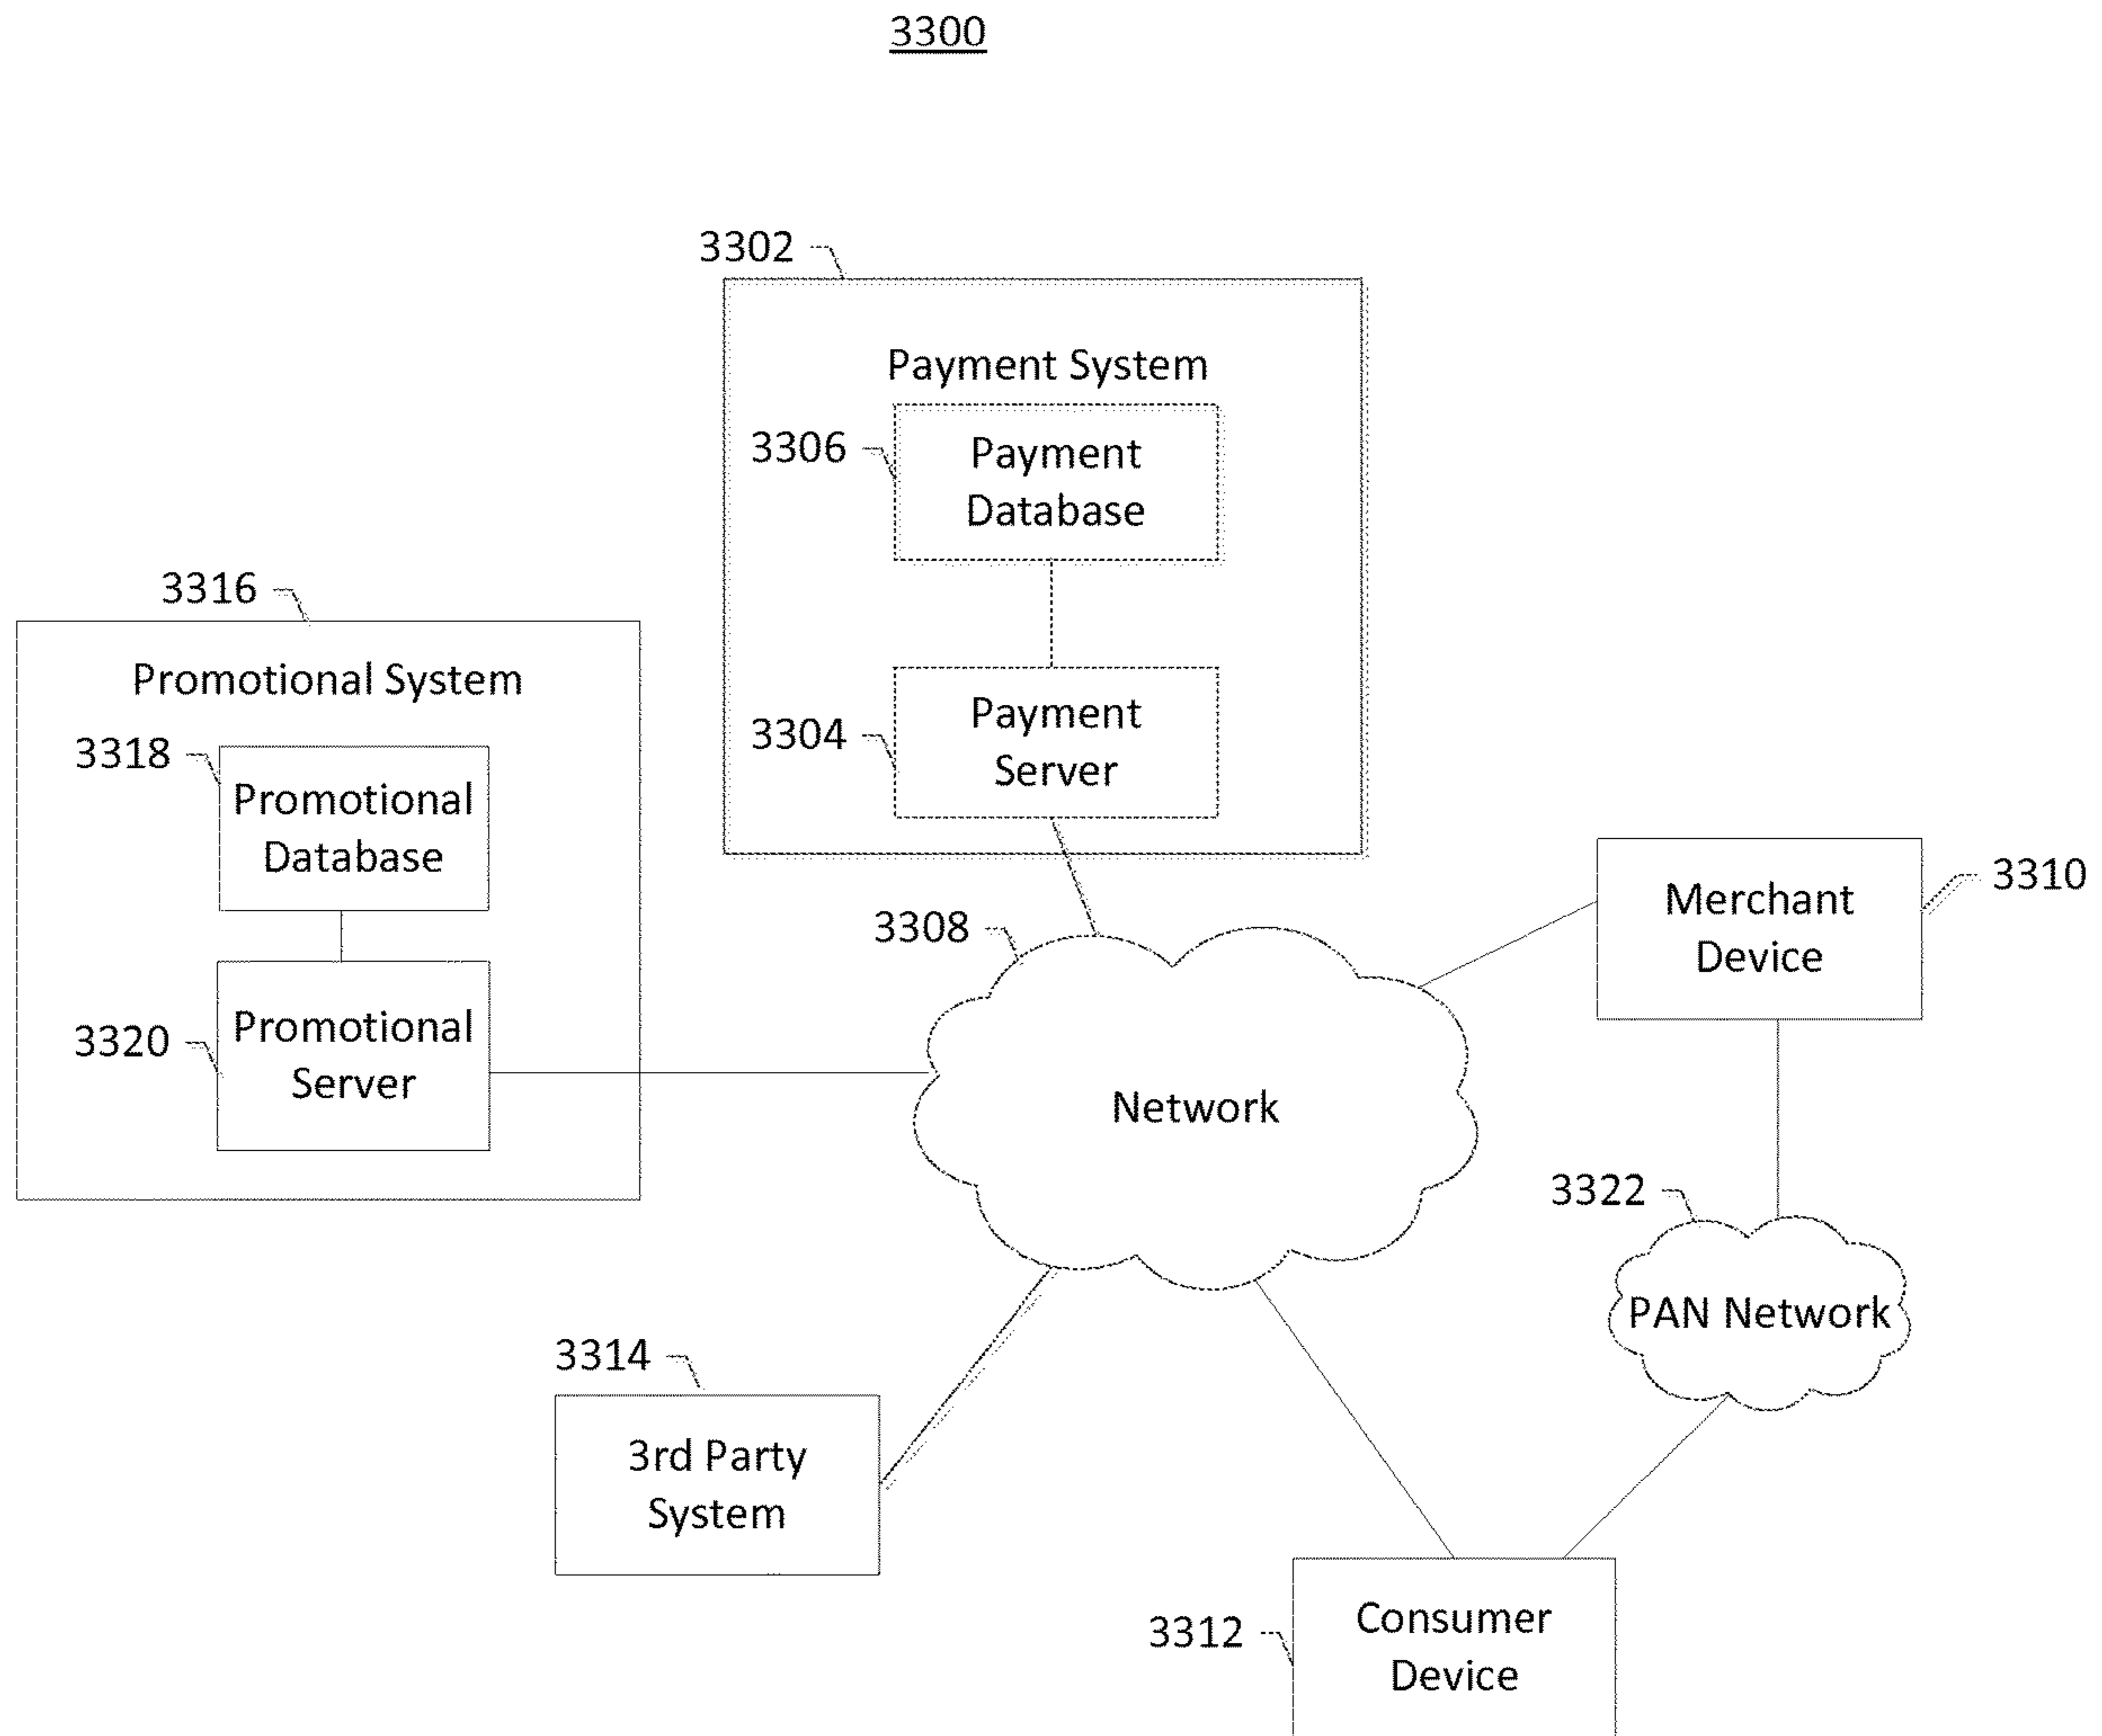 3300
3302
Payment System
3306
Payment
Database
3304
Payment
Server
3316
Promotional System
3318
Promotional
Database
3320
Promotional
Server
3308
Network
3310
Merchant
Device
3322
PAN Network
3314
3rd Party
System
3312
Consumer
Device